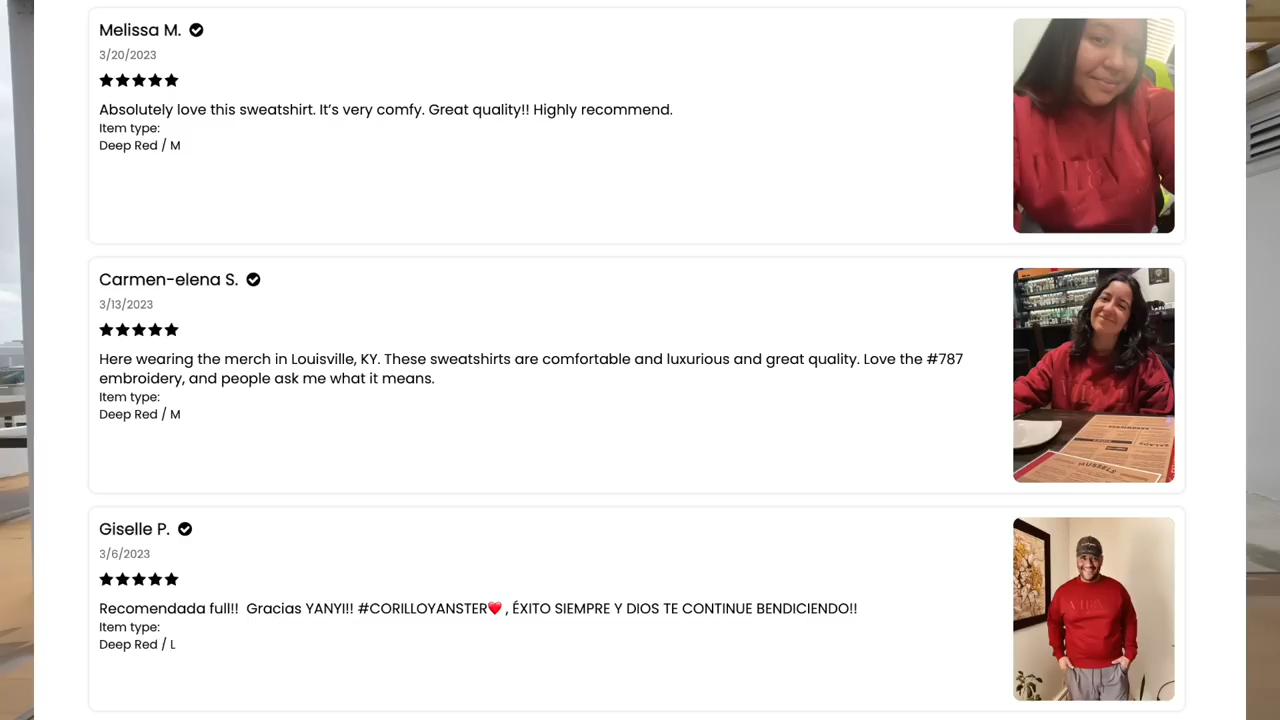 Melissa M.
3/20/2023
Absolutely love this sweatshirt. It’s very comfy. Great quality!! Highly recommend.
Item type:
Deep Red / M
Carmen-elena S.
3/13/2023
Here wearing the merch in Louisville, KY. These sweatshirts are comfortable and luxurious and great quality. Love the #787
embroidery, and people ask me what it means.
Item type:
Deep Red / M
MUSSELS
Giselle P.
3/6/2023
Recomendada full!! Gracias YANYI!! #CORILLOYANSTER❤️ , ÉXITO SIEMPRE Y DIOS TE CONTINUE BENDICIENDO!!
Item type:
Deep Red / L